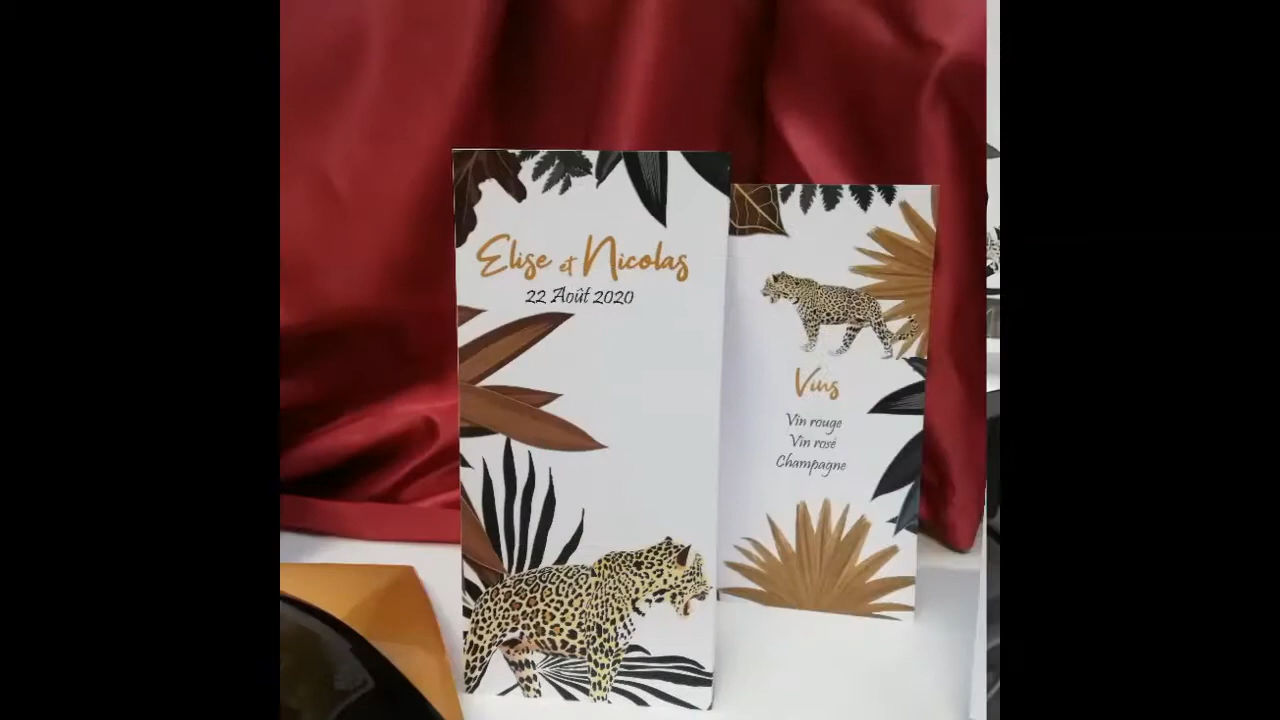 Elise et Nicolas
22 Août 2020
Vins
Vin rouge
Vin rosé
Champagne